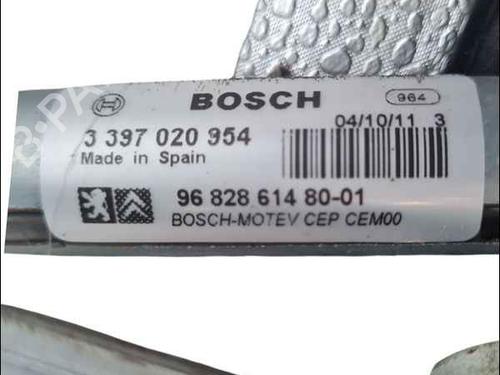 BOSCH 964
3 397 020 954 04/10/11 3
Made in Spain
96 828 614 80-01
BOSCH-MOTEV CEP CEM00
B-PA